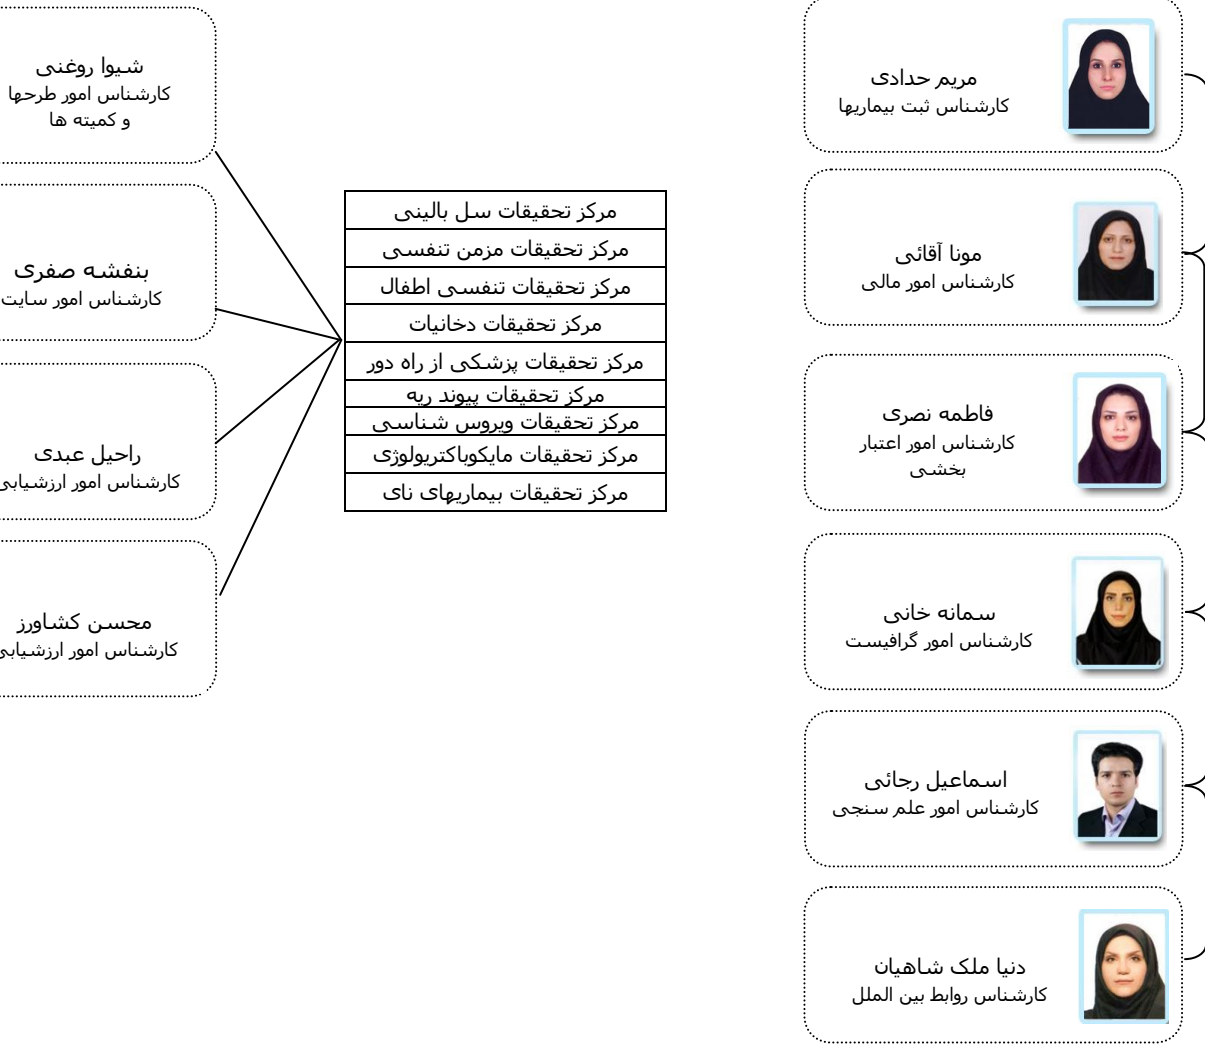 مریم حدادی
کارشناس ثبت بیماریها
مونا آقائی
کارشناس امور مالی
فاطمه نصری
کارشناس امور اعتبار
بخشی
سمانه خانی
کارشناس امور گرافیست
اسماعیل رجائی
کارشناس امور علم سنجی
دنیا ملک شاهیان
کارشناس روابط بین الملل
مرکز تحقیقات سل بالینی
مرکز تحقیقات مزمن تنفسی
مرکز تحقیقات تنفسی اطفال
مرکز تحقیقات دخانیات
مرکز تحقیقات پزشکی از راه دور
مرکز تحقیقات پیوند ریه
مرکز تحقیقات ویروس شناسی
مرکز تحقیقات مایکوباکتریولوژی
مرکز تحقیقات بیماریهای نای
شیوا روغنی
کارشناس امور طرحها
و کمیته ها
بنفشه صفری
کارشناس امور سایت
راحیل عبدی
کارشناس امور ارزشیابی
محسن کشاورز
کارشناس امور ارزشیابی